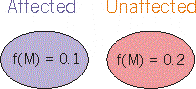 Affected Unaffected
f(M) = 0.1 f(M) = 0.2